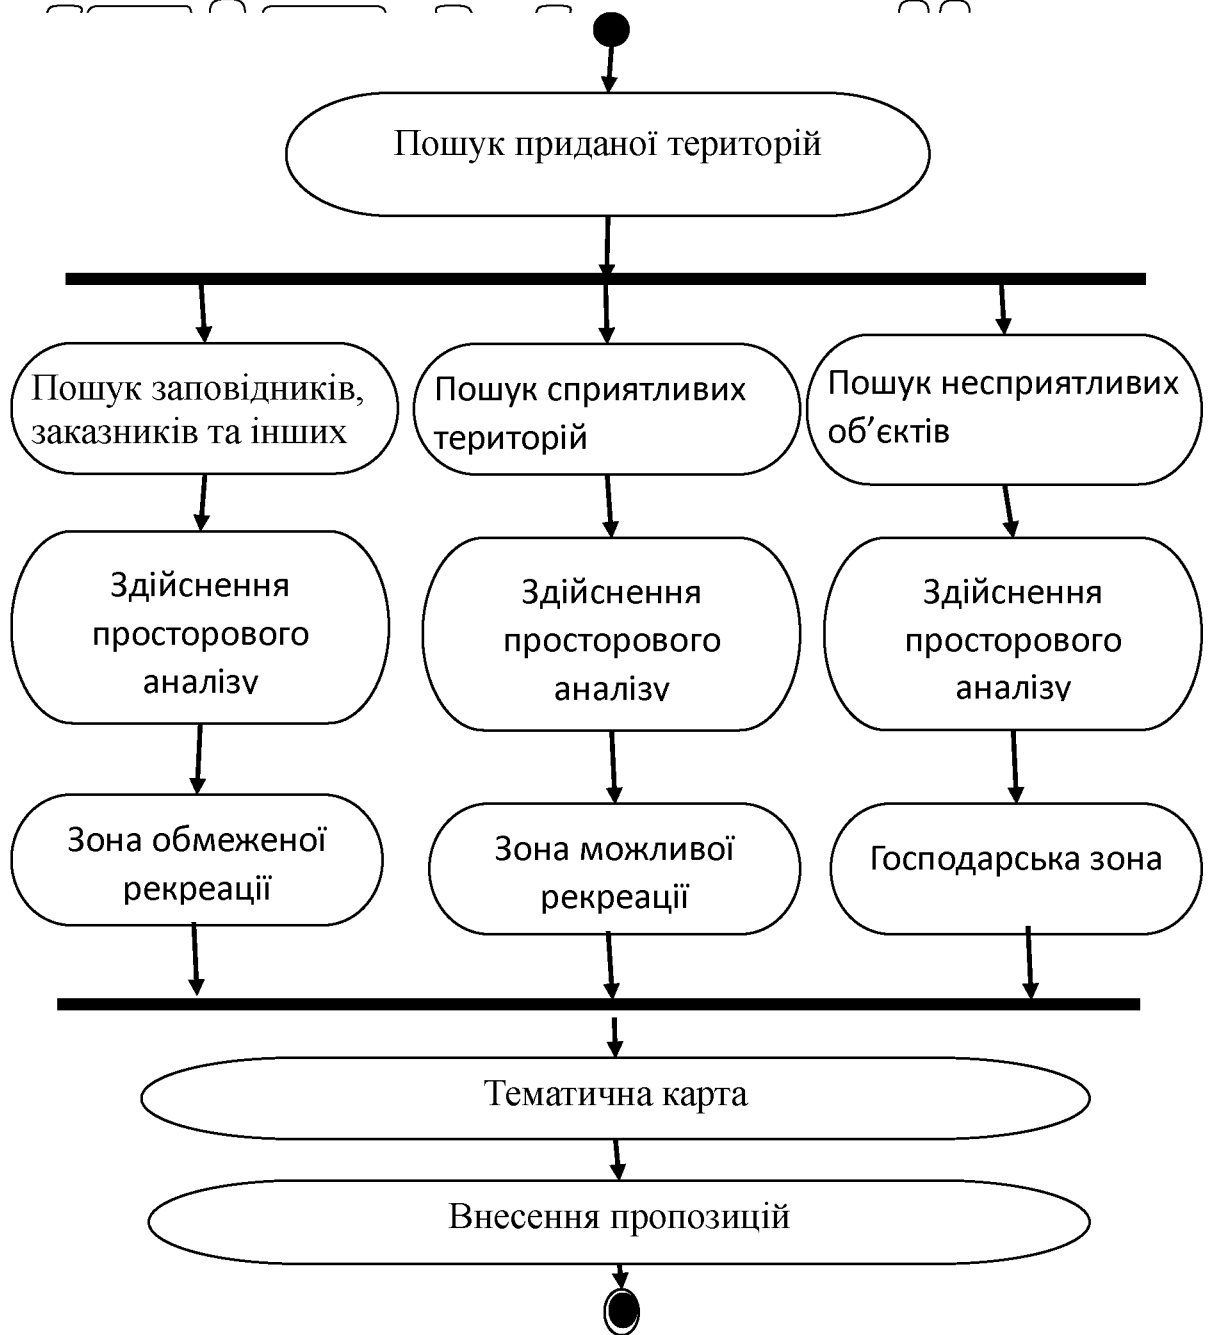 Пошук приданої територій
Пошук заповідників,
заказників та інших
Пошук сприятливих
територій
Пошук несприятливих
об’єктів
Здійснення
просторового
аналізу
Здійснення
просторового
аналізу
Здійснення
просторового
аналізу
Зона обмеженої
рекреації
Зона можливої
рекреації
Господарська зона
Тематична карта
Внесення пропозицій